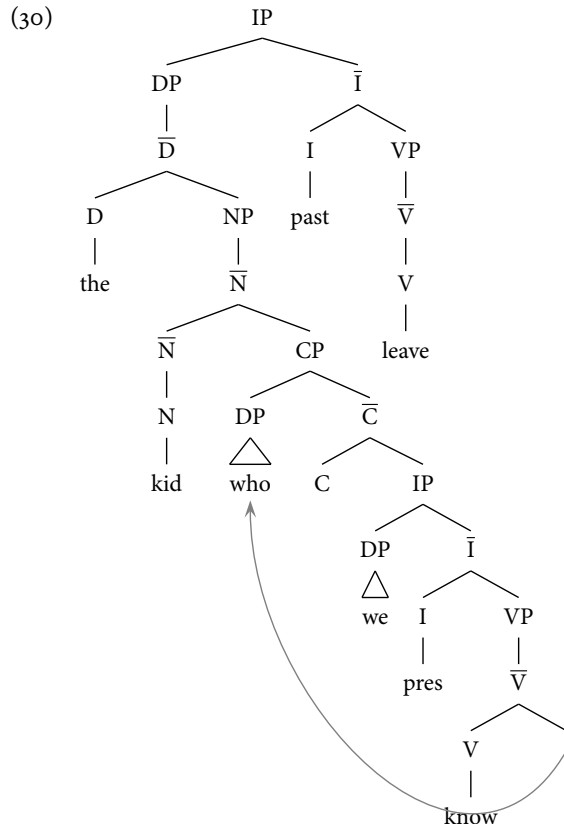 (30) IP
DP I̅
D̅ I VP
D NP past V̅
the N̅ V
N̅ CP leave
N DP C̅
kid who C IP
DP I̅
we I VP
pres V̅
V
know